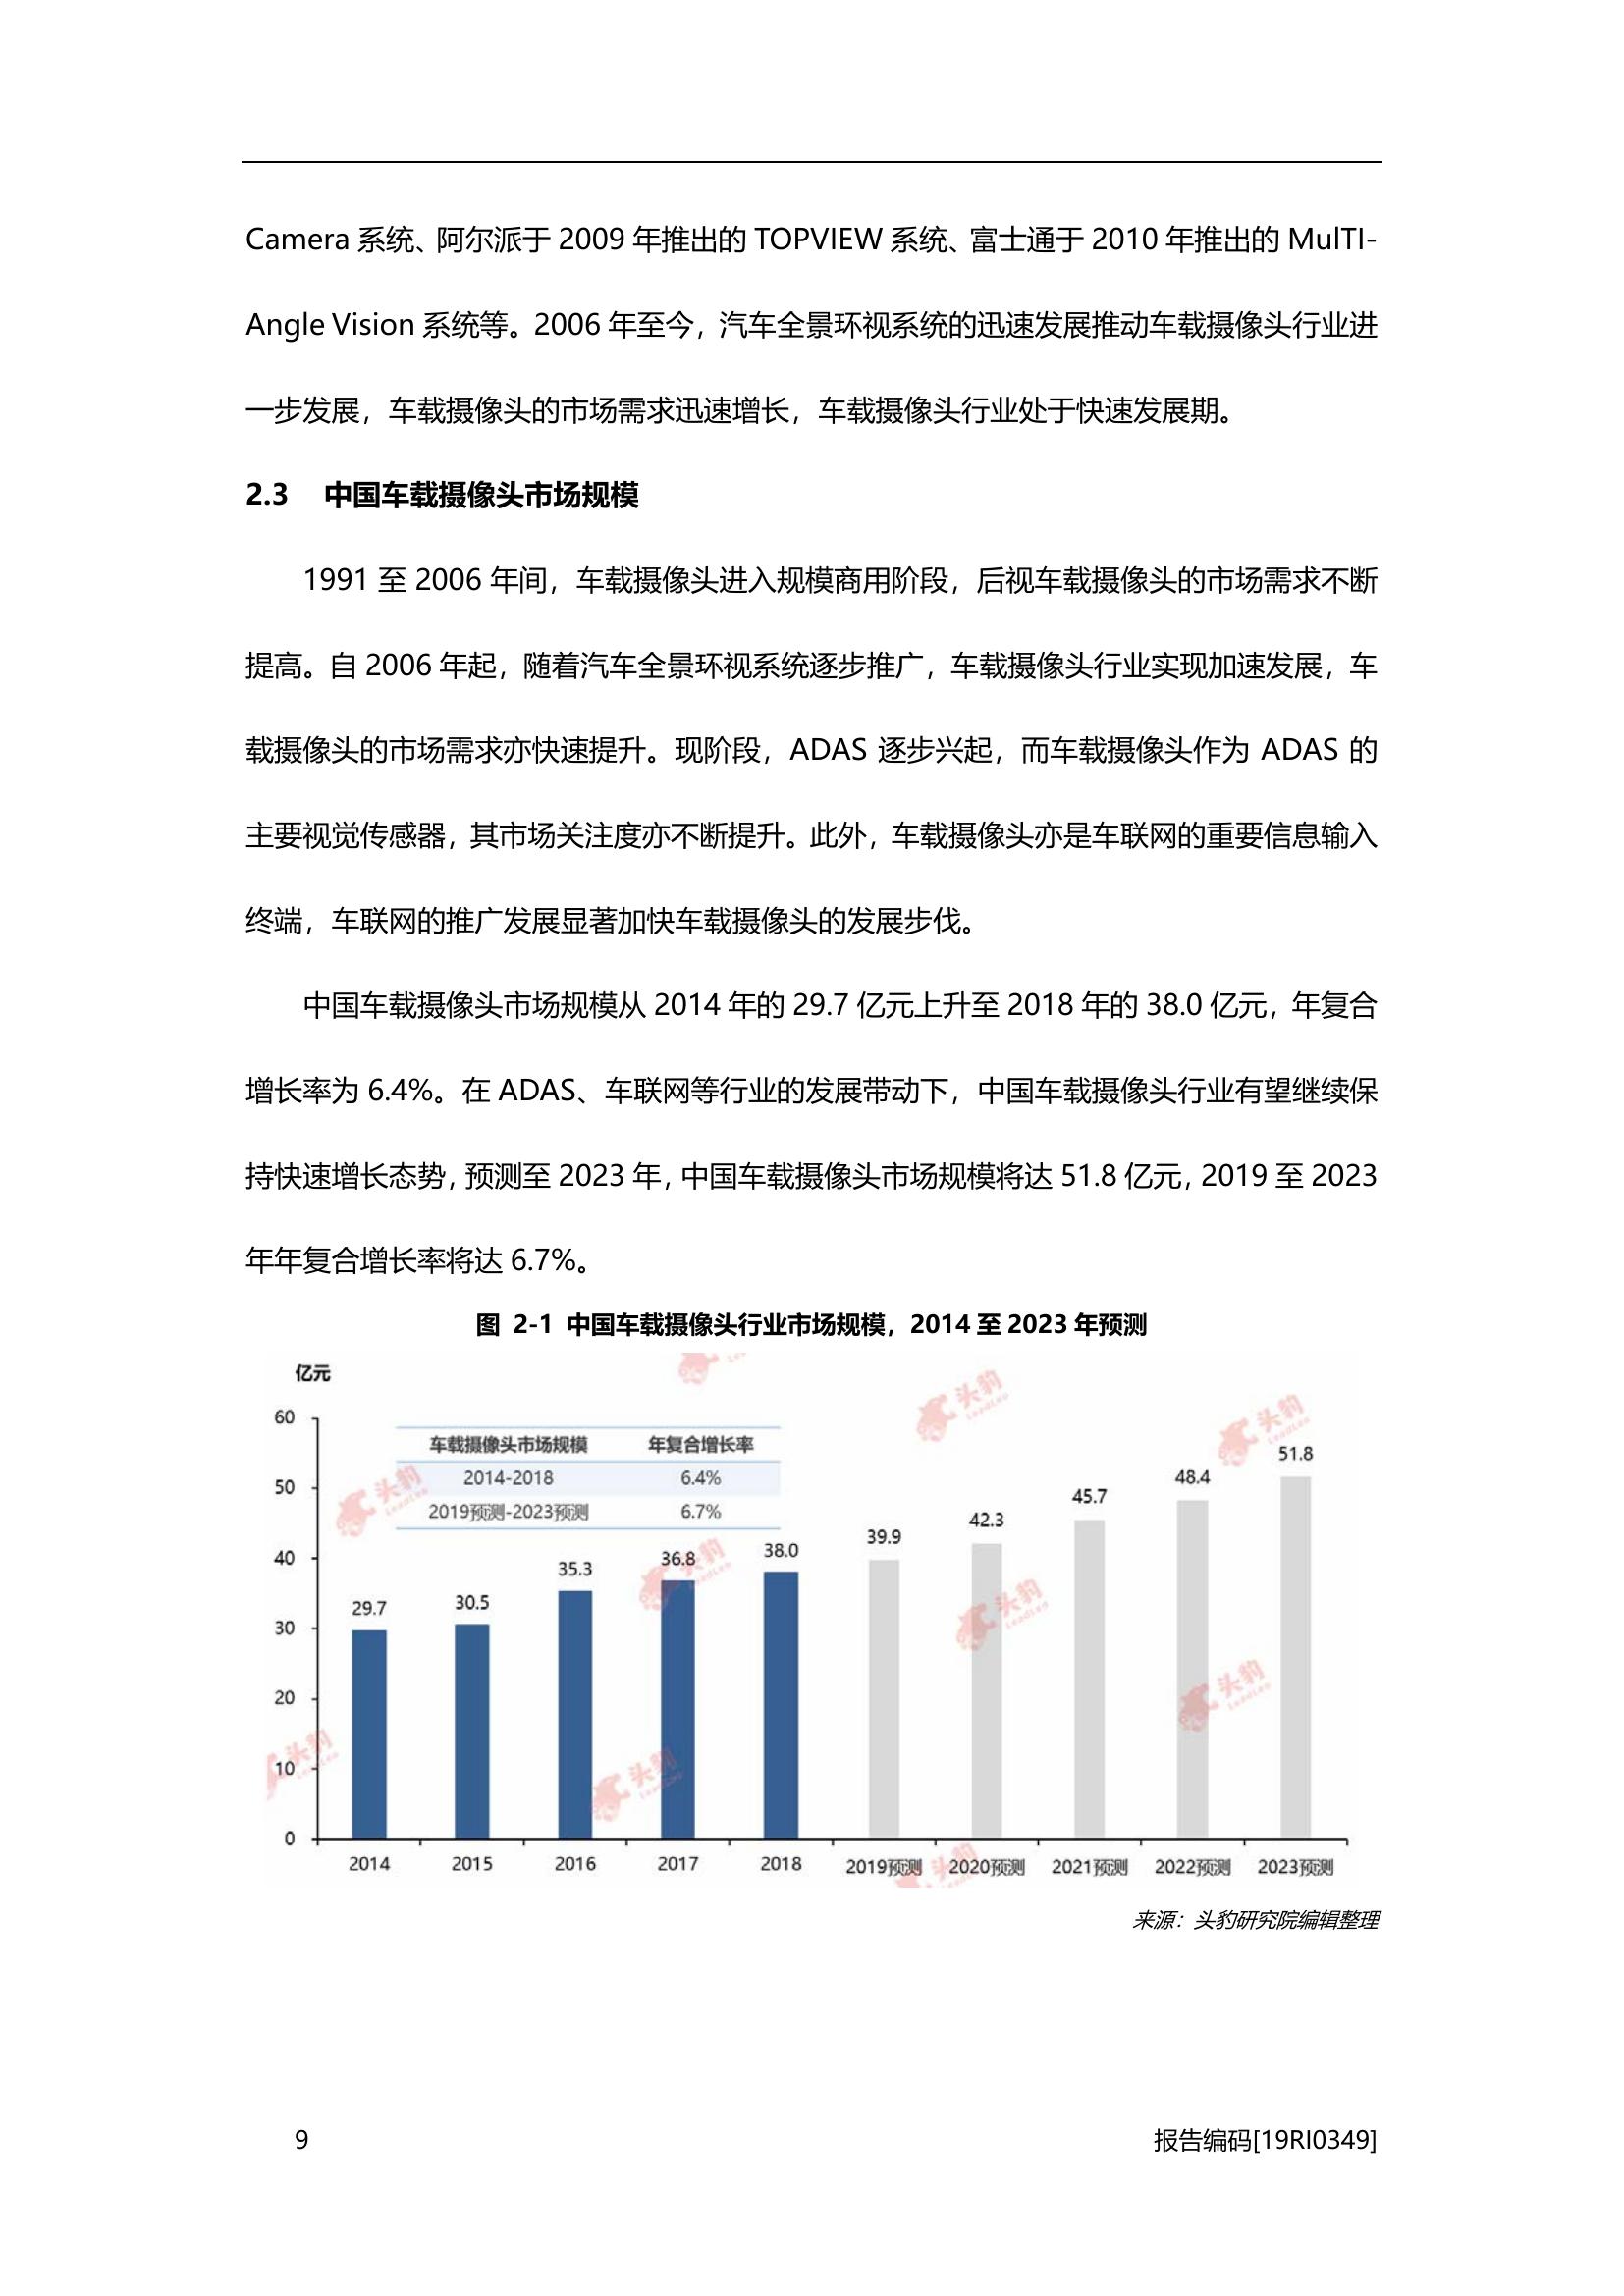 Camera 系统、阿尔派于 2009 年推出的 TOPVIEW 系统、富士通于 2010 年推出的 MulTI-
Angle Vision 系统等。2006 年至今，汽车全景环视系统的迅速发展推动车载摄像头行业进
一步发展，车载摄像头的市场需求迅速增长，车载摄像头行业处于快速发展期。
2.3 中国车载摄像头市场规模
1991 至 2006 年间，车载摄像头进入规模商用阶段，后视车载摄像头的市场需求不断
提高。自 2006 年起，随着汽车全景环视系统逐步推广，车载摄像头行业实现加速发展，车
载摄像头的市场需求亦快速提升。现阶段，ADAS 逐步兴起，而车载摄像头作为 ADAS 的
主要视觉传感器，其市场关注度亦不断提升。此外，车载摄像头亦是车联网的重要信息输入
终端，车联网的推广发展显著加快车载摄像头的发展步伐。
中国车载摄像头市场规模从 2014 年的 29.7 亿元上升至 2018 年的 38.0 亿元，年复合
增长率为 6.4%。在 ADAS、车联网等行业的发展带动下，中国车载摄像头行业有望继续保
持快速增长态势，预测至 2023 年，中国车载摄像头市场规模将达 51.8 亿元，2019 至 2023
年年复合增长率将达 6.7%。
图 2-1 中国车载摄像头行业市场规模，2014 至 2023 年预测
亿元
60
50
40
30
20
10
0
车载摄像头市场规模 年复合增长率
2014-2018 6.4%
2019预测-2023预测 6.7%
29.7 30.5 35.3 36.8 38.0 39.9 42.3 45.7 48.4 51.8
2014 2015 2016 2017 2018 2019预测 2020预测 2021预测 2022预测 2023预测
头豹 LeadLeo
头豹 LeadLeo
头豹 LeadLeo
头豹 LeadLeo
头豹 LeadLeo
头豹 LeadLeo
头豹 LeadLeo
头豹 LeadLeo
头豹
来源：头豹研究院编辑整理
9 报告编码[19RI0349]